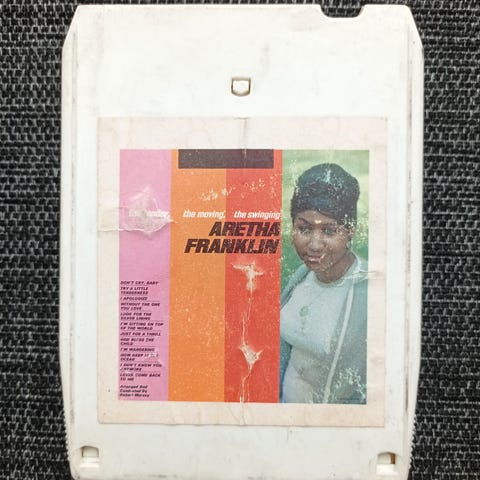 the tender, the moving, the swinging
ARETHA
FRANKLIN
DON'T CRY, BABY
TRY A LITTLE
TENDERNESS
I APOLOGIZE
WITHOUT THE ONE
YOU LOVE
LOOK FOR THE
SILVER LINING
I'M SITTING ON TOP
OF THE WORLD
JUST FOR A THRILL
GOD BLESS THE
CHILD
I'M WANDERING
HOW DEEP IS THE
OCEAN
I DON'T KNOW YOU
ANYMORE
LOVER COME BACK
TO ME
Arranged And
Conducted By
Robert Mersey